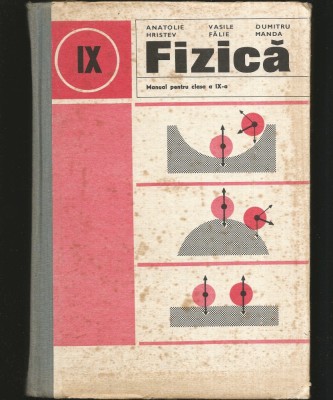 IX
ANATOLIE VASILE DUMITRU
HRISTEV FĂLIE MANDA
Fizică
Manual pentru clasa a IX-a